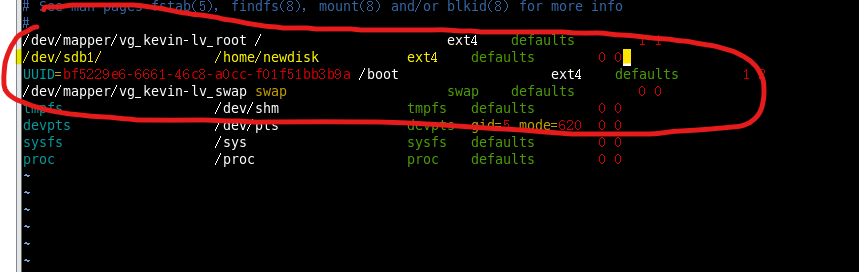 # See man pages fstab(5), findfs(8), mount(8) and/or blkid(8) for more info
#
/dev/mapper/vg_kevin-lv_root / ext4 defaults 1 1
/dev/sdb1/ /home/newdisk ext4 defaults 0 0
UUID=bf5229e6-6661-46c8-a0cc-f01f51bb3b9a /boot ext4 defaults 1 2
/dev/mapper/vg_kevin-lv_swap swap swap defaults 0 0
tmpfs /dev/shm tmpfs defaults 0 0
devpts /dev/pts devpts gid=5,mode=620 0 0
sysfs /sys sysfs defaults 0 0
proc /proc proc defaults 0 0
~
~
~
~
~
~